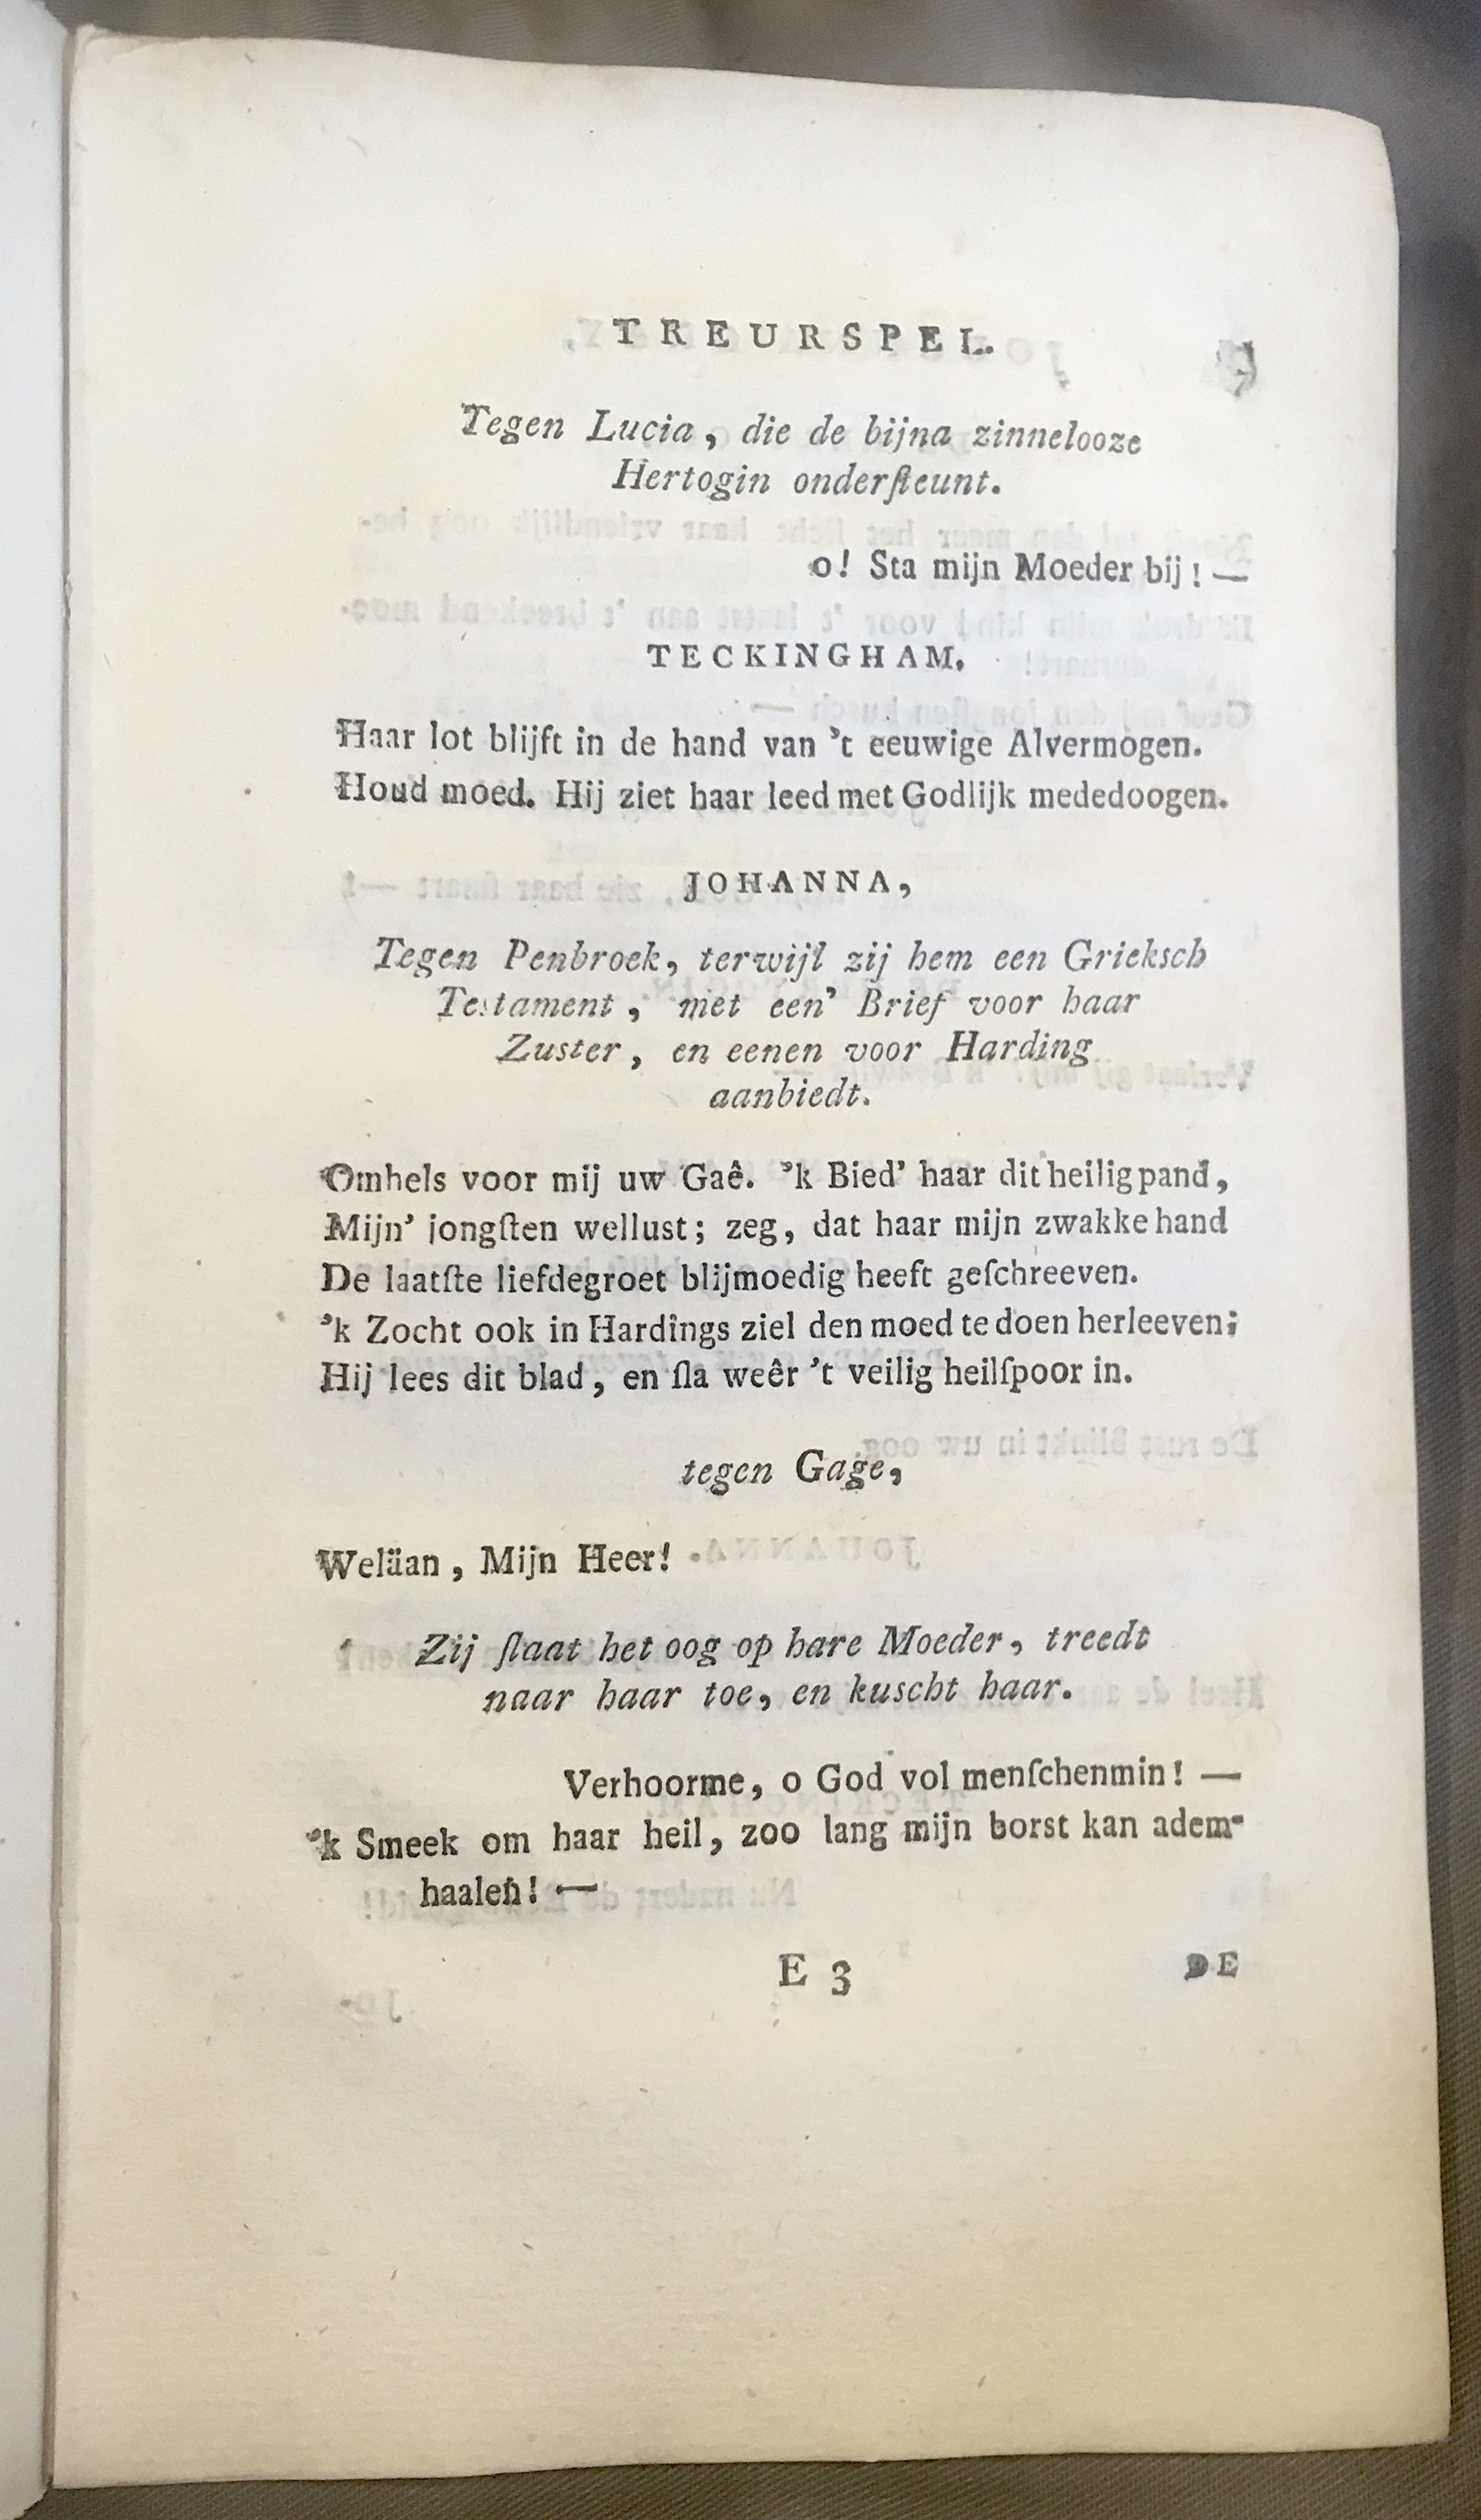 TREURSPEL.
Tegen Lucia, die de bijna zinnelooze
Hertogin onderſteunt.
o! Sta mijn Moeder bij! —
TECKINGHAM.
Haar lot blijft in de hand van 't eeuwige Alvermogen.
Houd moed. Hij ziet haar leed met Godlijk mededoogen.
JOHANNA,
Tegen Penbroek, terwijl zij hem een Grieksch
Testament, met een' Brief voor haar
Zuster, en eenen voor Harding
aanbiedt.
Omhels voor mij uw Gaê. 'k Bied' haar dit heilig pand,
Mijn' jongſten wellust; zeg, dat haar mijn zwakke hand
De laatſte liefdegroet blijmoedig heeft geſchreeven.
'k Zocht ook in Hardings ziel den moed te doen herleeven;
Hij lees dit blad, en ſla weêr 't veilig heilſpoor in.
tegen Gage,
Weläan, Mijn Heer!
Zij ſlaat het oog op hare Moeder, treedt
naar haar toe, en kuscht haar.
Verhoorme, o God vol menſchenmin! —
'k Smeek om haar heil, zoo lang mijn borst kan adem-
haalen! —
E 3 DE